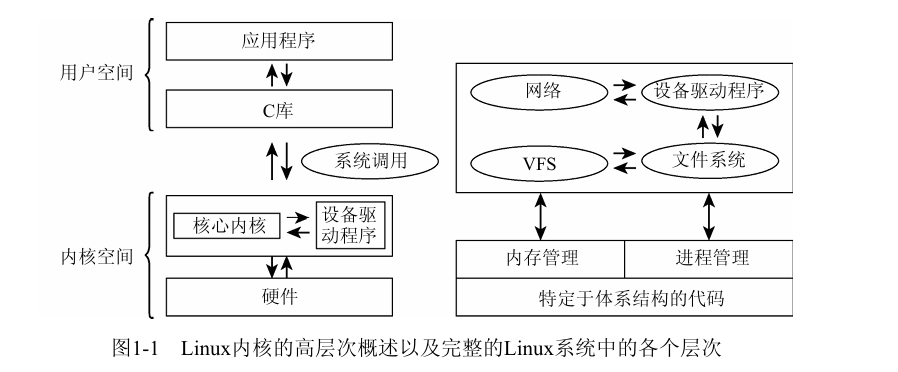 用户空间
应用程序
C库
系统调用
内核空间
核心内核
设备驱
动程序
硬件
网络
设备驱动程序
VFS
文件系统
内存管理
进程管理
特定于体系结构的代码
图1-1 Linux内核的高层次概述以及完整的Linux系统中的各个层次